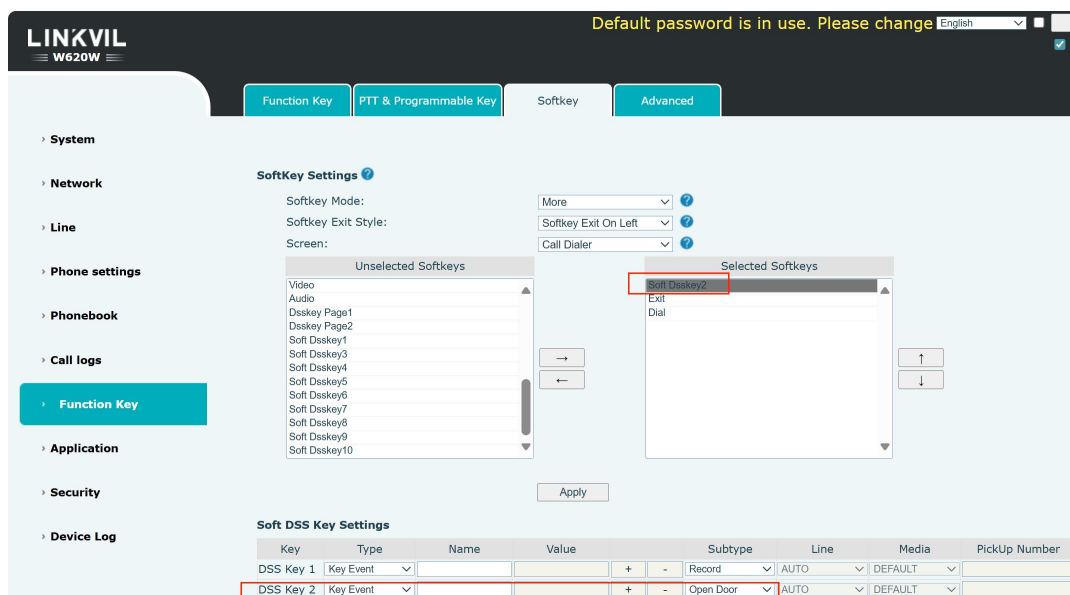 Default password is in use. Please change English
LINKVIL
W620W
Function Key PTT & Programmable Key Softkey Advanced
System
Network
Line
Phone settings
Phonebook
Call logs
Function Key
Application
Security
Device Log
SoftKey Settings ?
Softkey Mode: More ?
Softkey Exit Style: Softkey Exit On Left ?
Screen: Call Dialer ?
Unselected Softkeys
Video
Audio
Dsskey Page1
Dsskey Page2
Soft Dsskey1
Soft Dsskey3
Soft Dsskey4
Soft Dsskey5
Soft Dsskey6
Soft Dsskey7
Soft Dsskey8
Soft Dsskey9
Soft Dsskey10
→
←
Selected Softkeys
Soft Dsskey2
Exit
Dial
↑
↓
Apply
Soft DSS Key Settings
Key Type Name Value Subtype Line Media PickUp Number
DSS Key 1 Key Event + - Record AUTO DEFAULT
DSS Key 2 Key Event + - Open Door AUTO DEFAULT